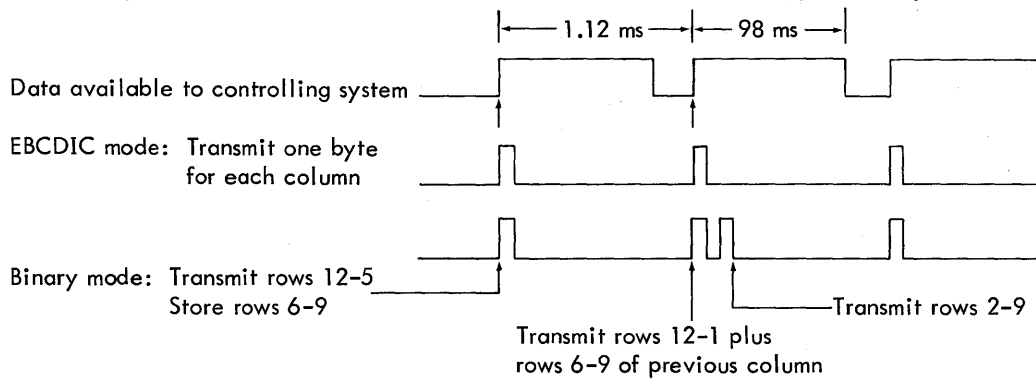 1.12 ms
98 ms
Data available to controlling system
EBCDIC mode: Transmit one byte
for each column
Binary mode: Transmit rows 12-5
Store rows 6-9
Transmit rows 2-9
Transmit rows 12-1 plus
rows 6-9 of previous column